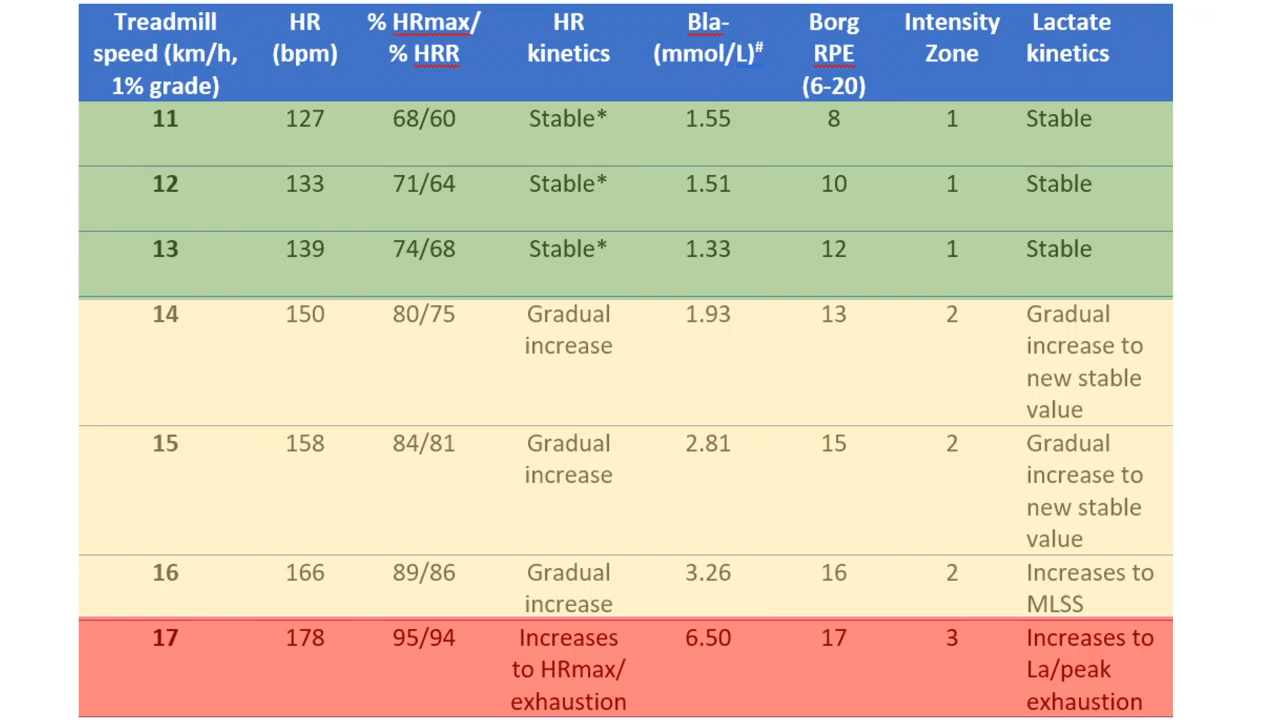 Treadmill speed (km/h, 1% grade) HR (bpm) % HRmax/ % HRR HR kinetics Bla- (mmol/L)# Borg RPE (6-20) Intensity Zone Lactate kinetics
11 127 68/60 Stable* 1.55 8 1 Stable
12 133 71/64 Stable* 1.51 10 1 Stable
13 139 74/68 Stable* 1.33 12 1 Stable
14 150 80/75 Gradual increase 1.93 13 2 Gradual increase to new stable value
15 158 84/81 Gradual increase 2.81 15 2 Gradual increase to new stable value
16 166 89/86 Gradual increase 3.26 16 2 Increases to MLSS
17 178 95/94 Increases to HRmax/ exhaustion 6.50 17 3 Increases to La/peak exhaustion